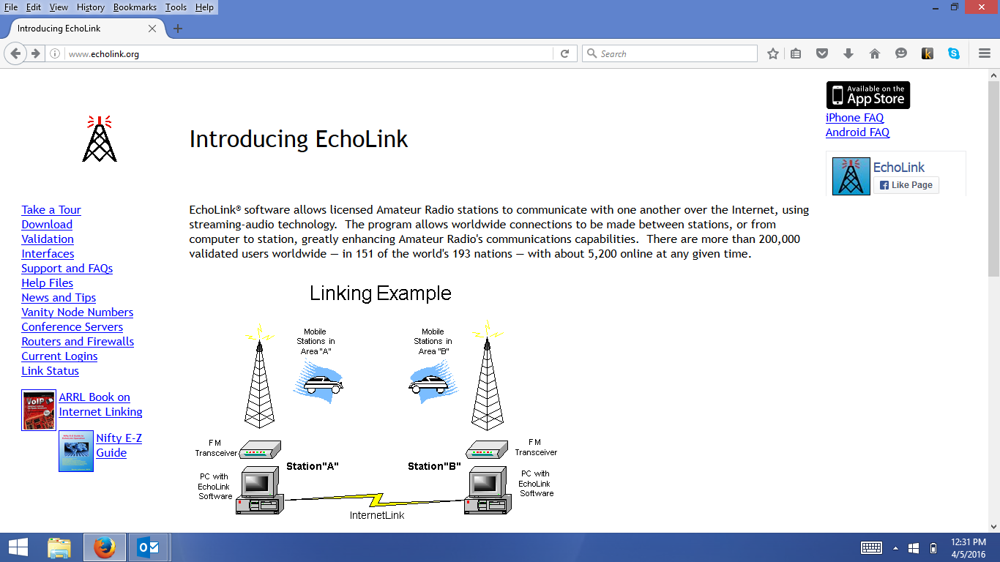 File Edit View History Bookmarks Tools Help
Introducing EchoLink
www.echolink.org
Search
Available on the
App Store
iPhone FAQ
Android FAQ
Introducing EchoLink
EchoLink
Like Page
Take a Tour
Download
Validation
Interfaces
Support and FAQs
Help Files
News and Tips
Vanity Node Numbers
Conference Servers
Routers and Firewalls
Current Logins
Link Status
VoIP
ARRL Book on
Internet Linking
Nifty E-Z
Guide
EchoLink® software allows licensed Amateur Radio stations to communicate with one another over the Internet, using
streaming-audio technology.  The program allows worldwide connections to be made between stations, or from
computer to station, greatly enhancing Amateur Radio's communications capabilities.  There are more than 200,000
validated users worldwide — in 151 of the world's 193 nations — with about 5,200 online at any given time.
Linking Example
Mobile
Stations in
Area "A"
Mobile
Stations in
Area "B"
FM
Transceiver
Station"A"
PC with
EchoLink
Software
FM
Transceiver
Station"B"
PC with
EchoLink
Software
InternetLink
12:31 PM
4/5/2016